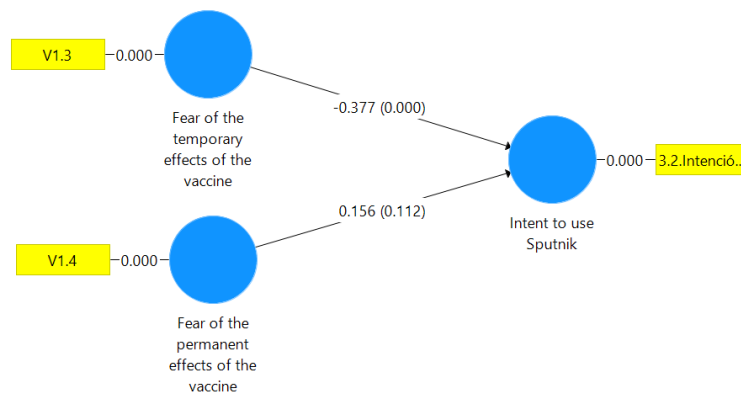 V1.3
0.000
Fear of the
temporary
effects of the
vaccine
-0.377 (0.000)
0.000
3.2.Intenció..
Intent to use
Sputnik
0.156 (0.112)
V1.4
0.000
Fear of the
permanent
effects of the
vaccine